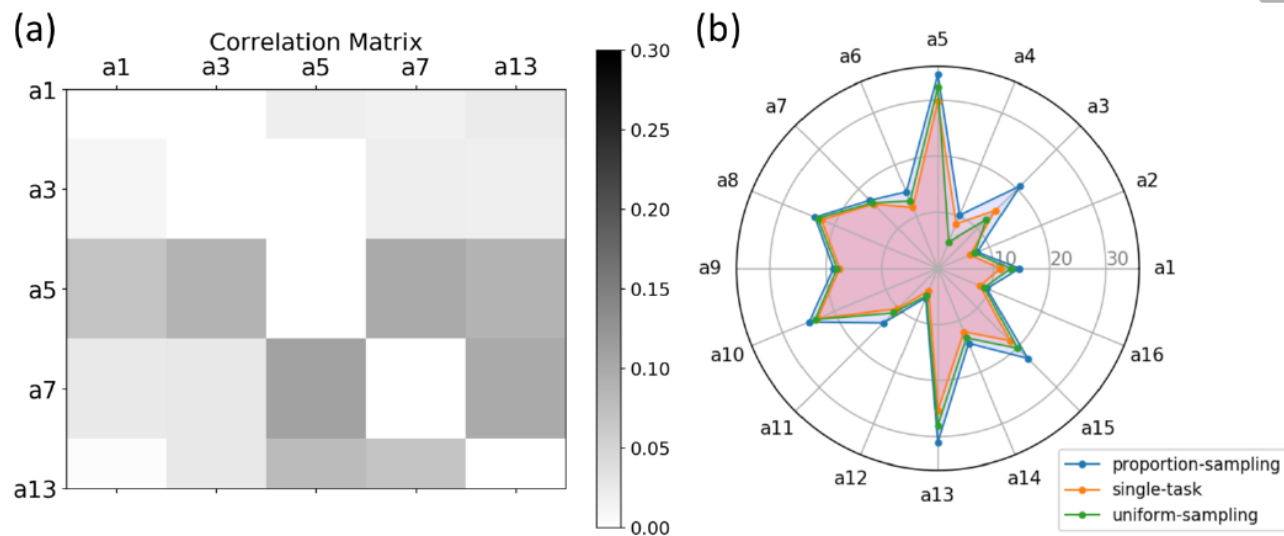 (a)
Correlation Matrix
a1 a3 a5 a7 a13
a1
a3
a5
a7
a13
0.30
0.25
0.20
0.15
0.10
0.05
0.00
(b)
a5
a4
a6
a3
a7
a2
a8
a1
a9
10 20 30
a16
a10
a15
a11
a14
a12
a13
proportion-sampling
single-task
uniform-sampling